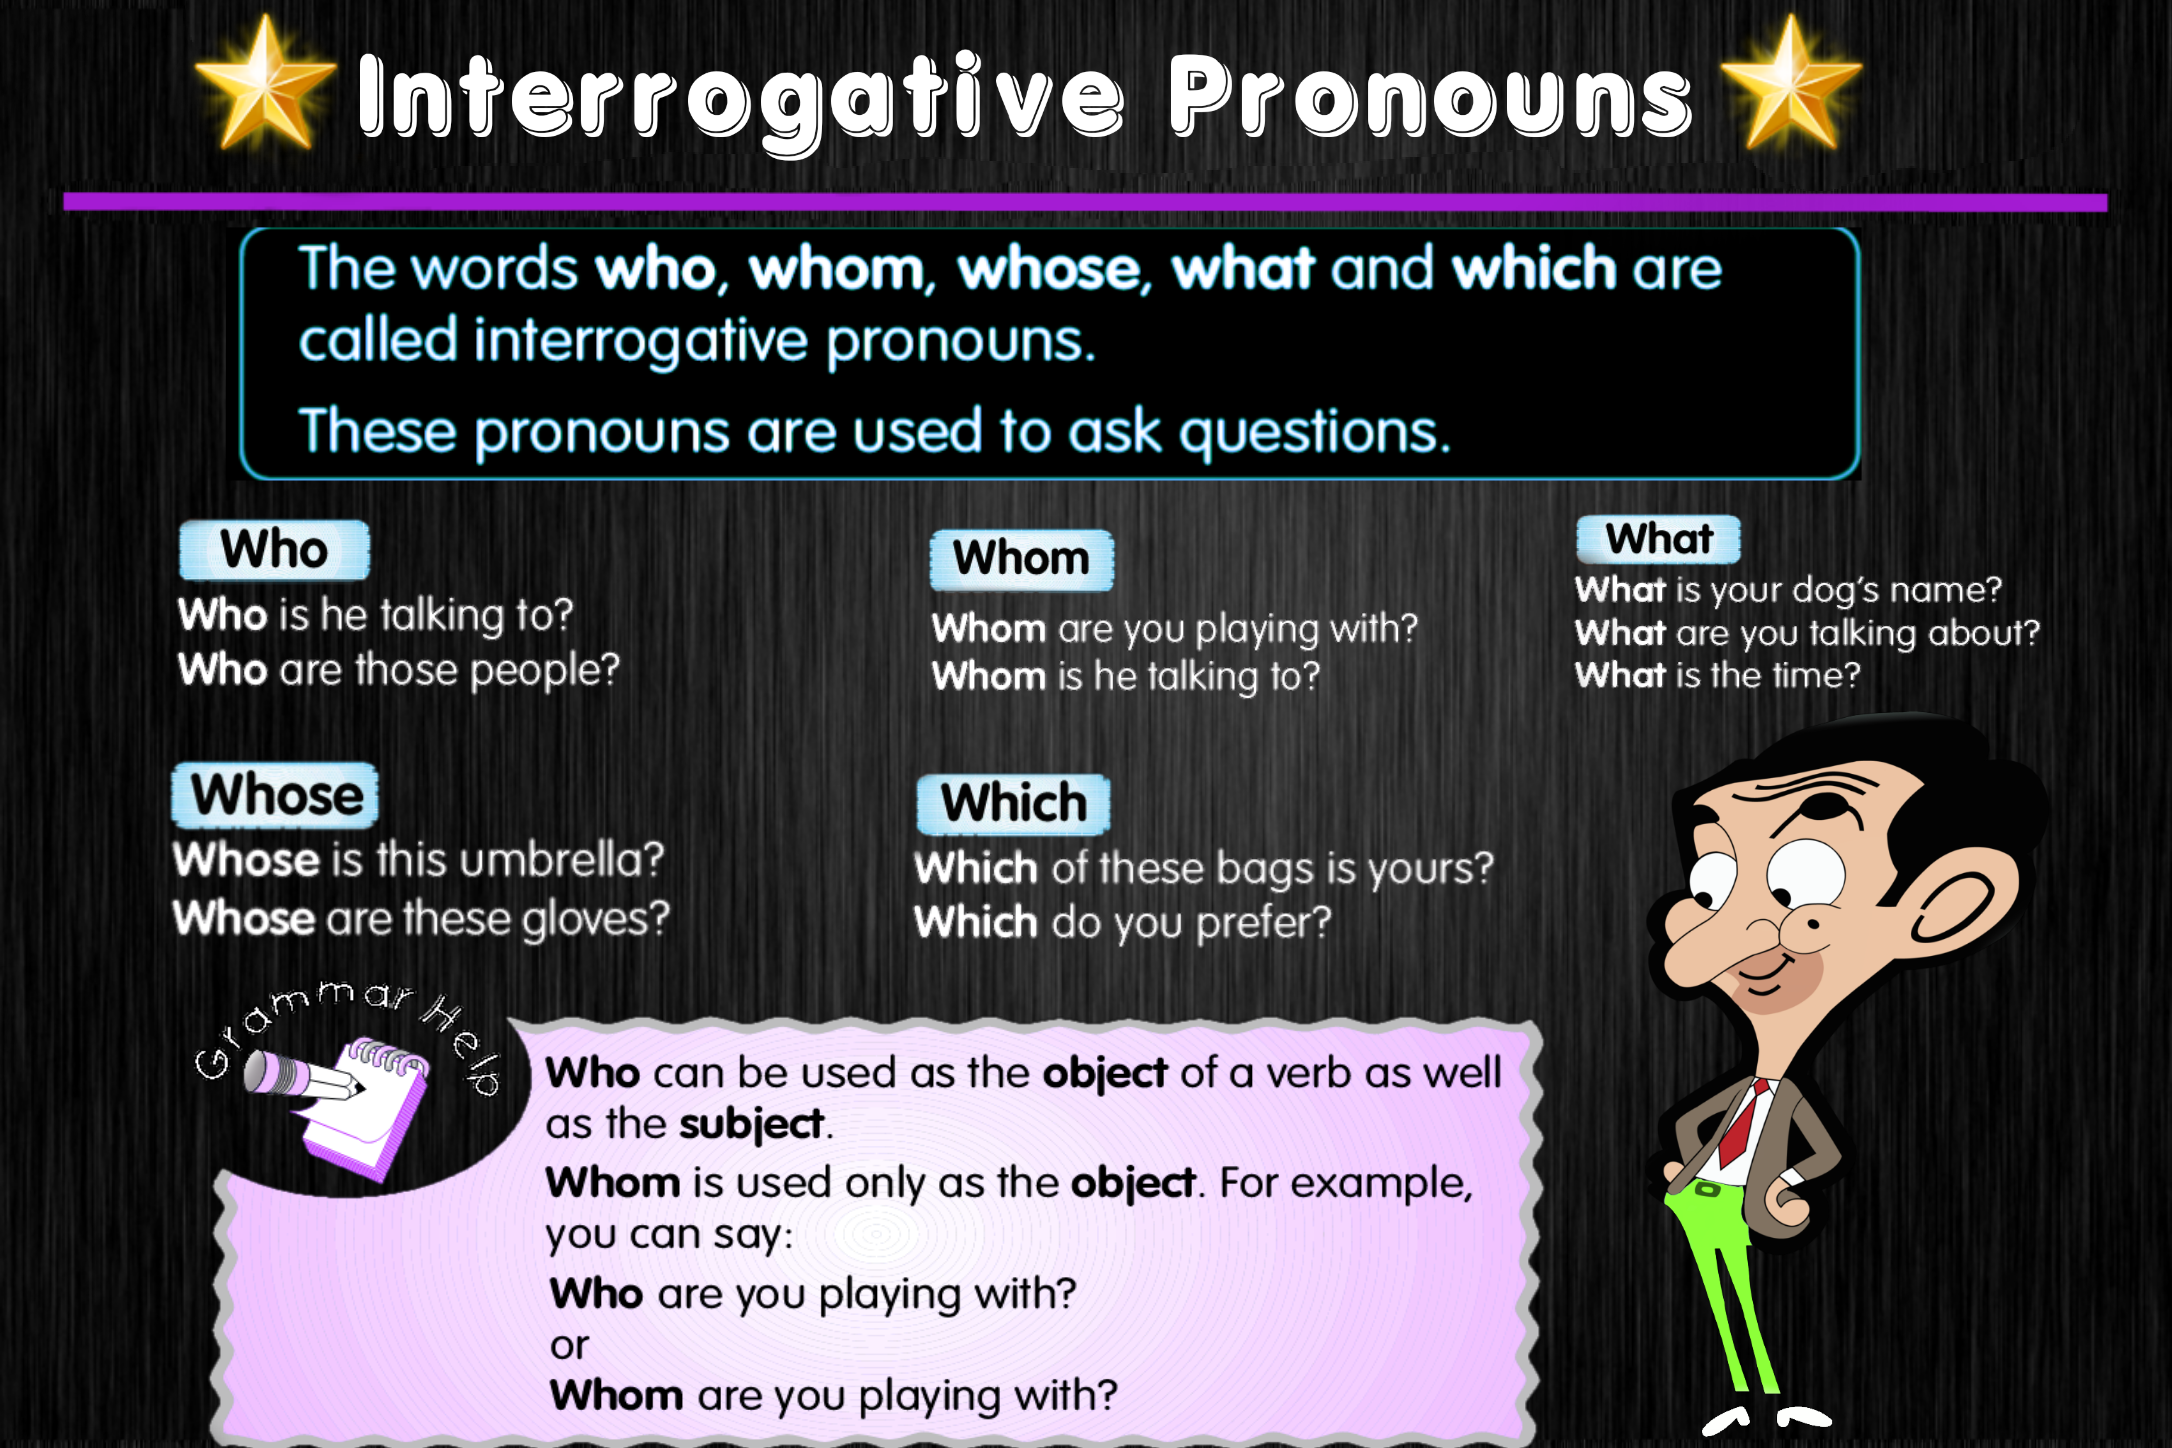 Interrogative Pronouns
The words who, whom, whose, what and which are
called interrogative pronouns.
These pronouns are used to ask questions.
Who
Who is he talking to?
Who are those people?
Whom
Whom are you playing with?
Whom is he talking to?
What
What is your dog's name?
What are you talking about?
What is the time?
Whose
Whose is this umbrella?
Whose are these gloves?
Which
Which of these bags is yours?
Which do you prefer?
Grammar Help
Who can be used as the object of a verb as well
as the subject.
Whom is used only as the object. For example,
you can say:
Who are you playing with?
or
Whom are you playing with?